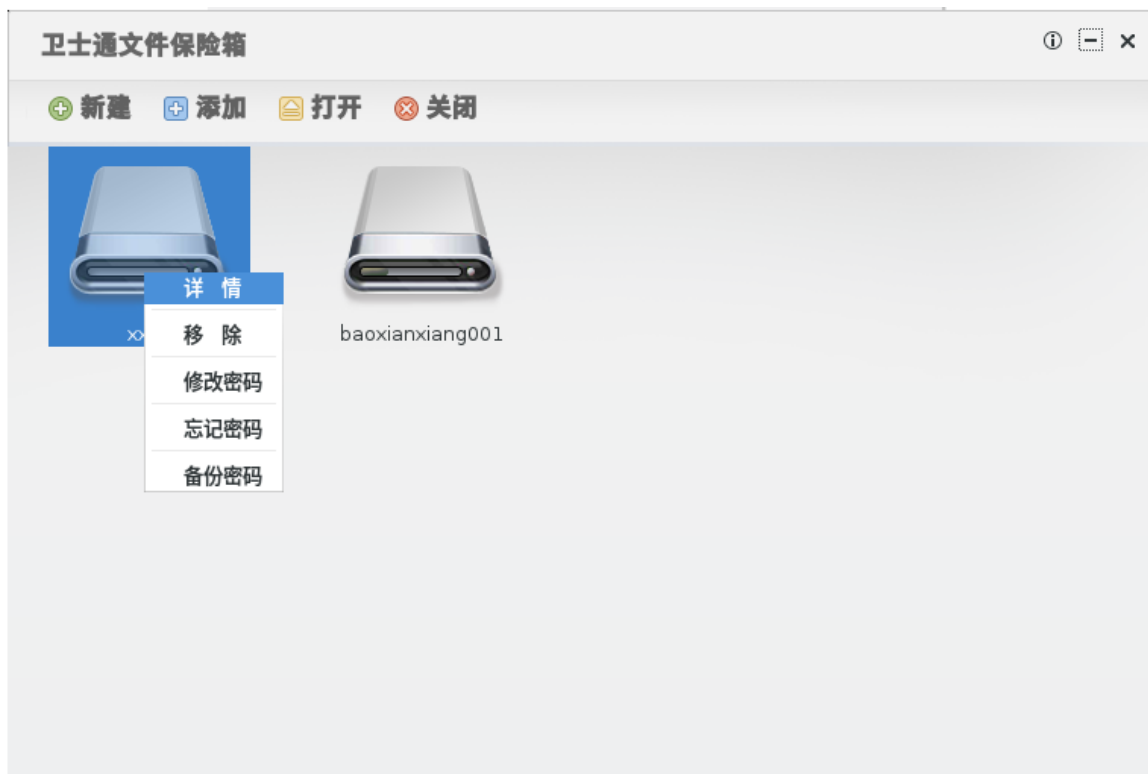 卫士通文件保险箱
新建 添加 打开 关闭
详 情
移 除
baoxianxiang001
修改密码
忘记密码
备份密码